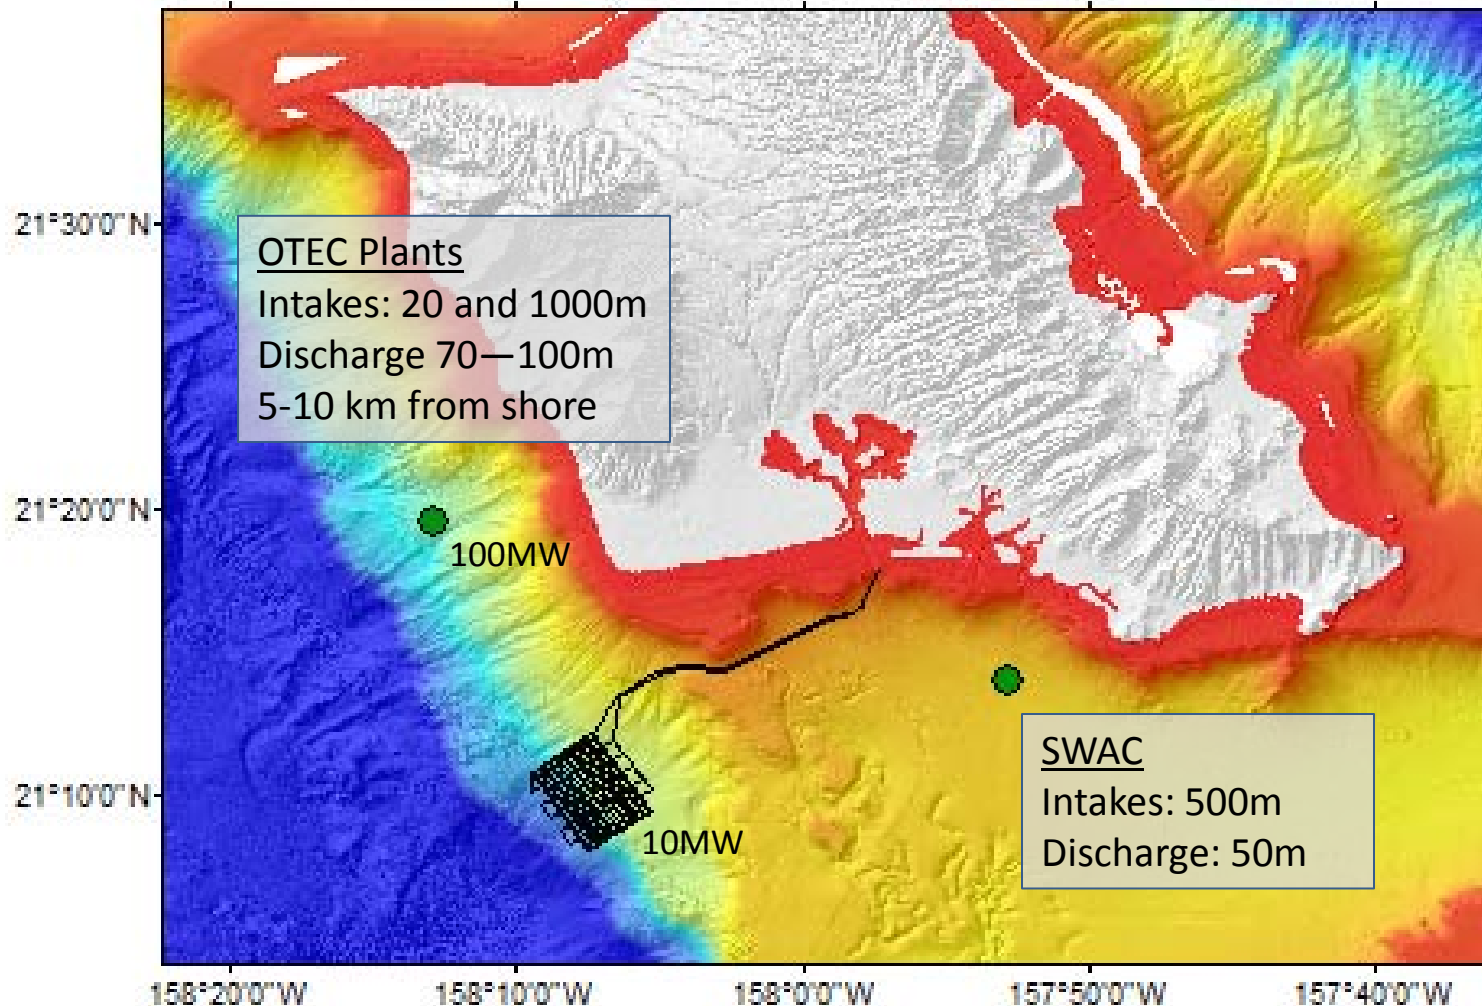 21°30'0"N
OTEC Plants
Intakes: 20 and 1000m
Discharge 70—100m
5-10 km from shore
21°20'0"N
100MW
SWAC
Intakes: 500m
Discharge: 50m
21°10'0"N
10MW
158°20'0"W 158°10'0"W 158°0'0"W 157°50'0"W 157°40'0"W